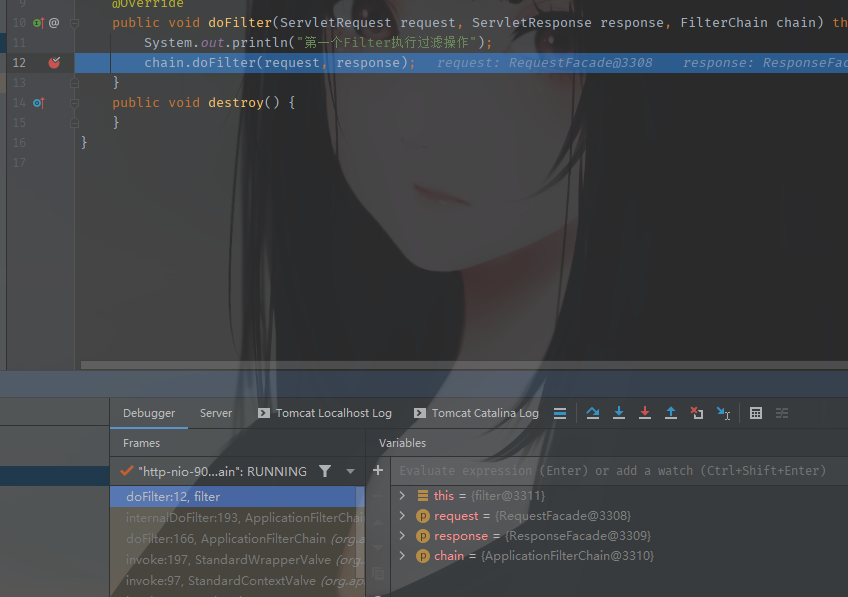 9 @Override
10 public void doFilter(ServletRequest request, ServletResponse response, FilterChain chain) th
11 System.out.println("第一个Filter执行过滤操作");
12 chain.doFilter(request, response); request: RequestFacade@3308 response: ResponseFac
13 }
14 public void destroy() {
15 }
16 }
17
Debugger Server Tomcat Localhost Log Tomcat Catalina Log
Frames Variables
"http-nio-90...ain": RUNNING Evaluate expression (Enter) or add a watch (Ctrl+Shift+Enter)
doFilter:12, filter
this = {filter@3311}
internalDoFilter:193, ApplicationFilterChai
request = {RequestFacade@3308}
doFilter:166, ApplicationFilterChain (org.a
response = {ResponseFacade@3309}
invoke:197, StandardWrapperValve (org.a
chain = {ApplicationFilterChain@3310}
invoke:97, StandardContextValve (org.ap